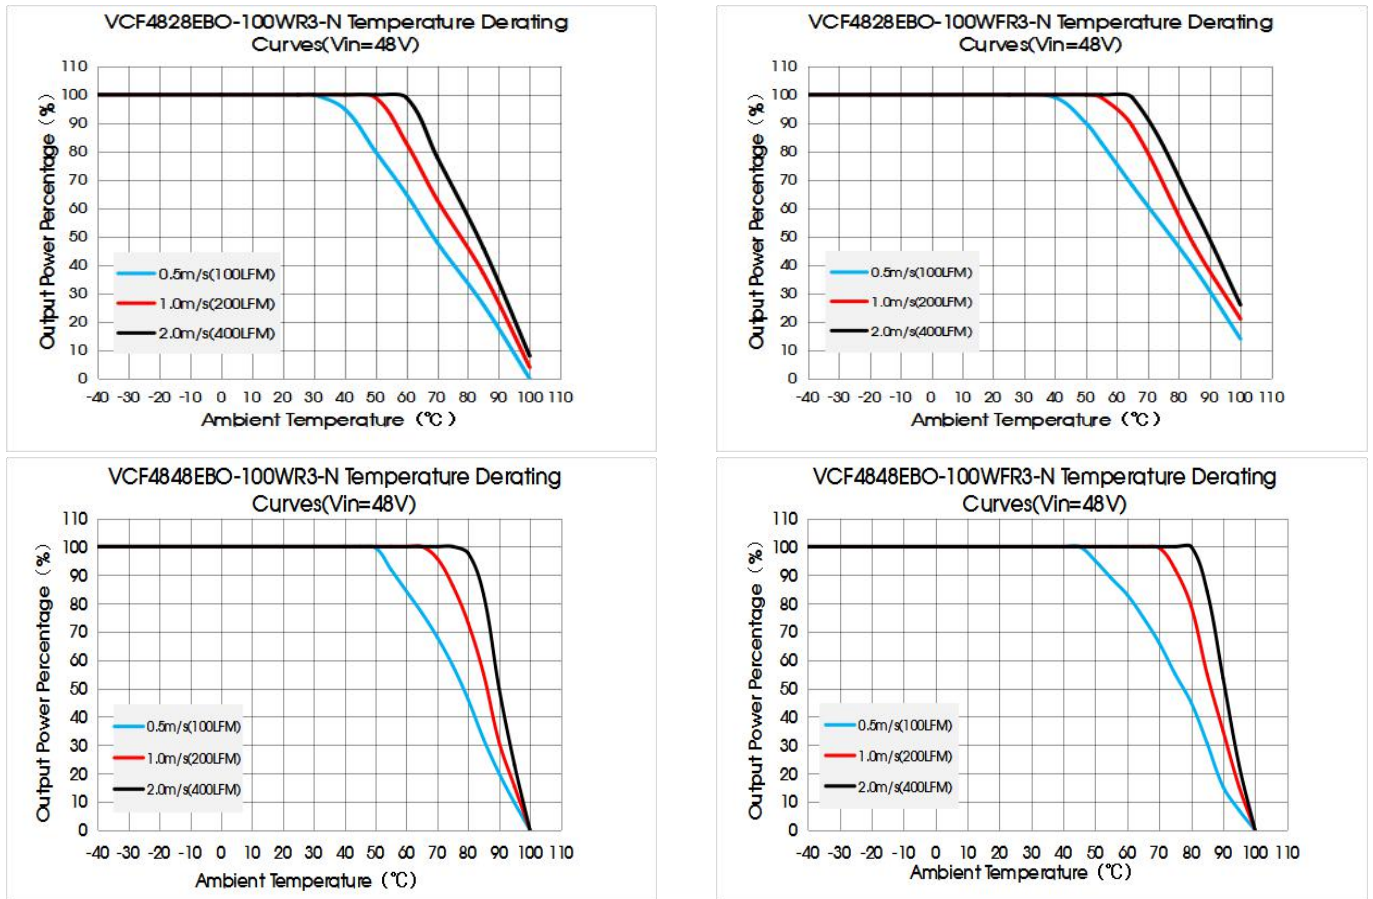 VCF4828EBO-100WR3-N Temperature Derating
Curves(Vin=48V)
110
100
90
80
70
60
50
40
30
20
10
0
Output Power Percentage（%）
0.5m/s(100LFM)
1.0m/s(200LFM)
2.0m/s(400LFM)
-40 -30 -20 -10 0 10 20 30 40 50 60 70 80 90 100 110
Ambient Temperature（℃）
VCF4828EBO-100WFR3-N Temperature Derating
Curves(Vin=48V)
110
100
90
80
70
60
50
40
30
20
10
0
Output Power Percentage（%）
0.5m/s(100LFM)
1.0m/s(200LFM)
2.0m/s(400LFM)
-40 -30 -20 -10 0 10 20 30 40 50 60 70 80 90 100 110
Ambient Temperature（℃）
VCF4848EBO-100WR3-N Temperature Derating
Curves(Vin=48V)
110
100
90
80
70
60
50
40
30
20
10
0
Output Power Percentage（%）
0.5m/s(100LFM)
1.0m/s(200LFM)
2.0m/s(400LFM)
-40 -30 -20 -10 0 10 20 30 40 50 60 70 80 90 100 110
Ambient Temperature（℃）
VCF4848EBO-100WFR3-N Temperature Derating
Curves(Vin=48V)
110
100
90
80
70
60
50
40
30
20
10
0
Output Power Percentage（%）
0.5m/s(100LFM)
1.0m/s(200LFM)
2.0m/s(400LFM)
-40 -30 -20 -10 0 10 20 30 40 50 60 70 80 90 100 110
Ambient Temperature（℃）